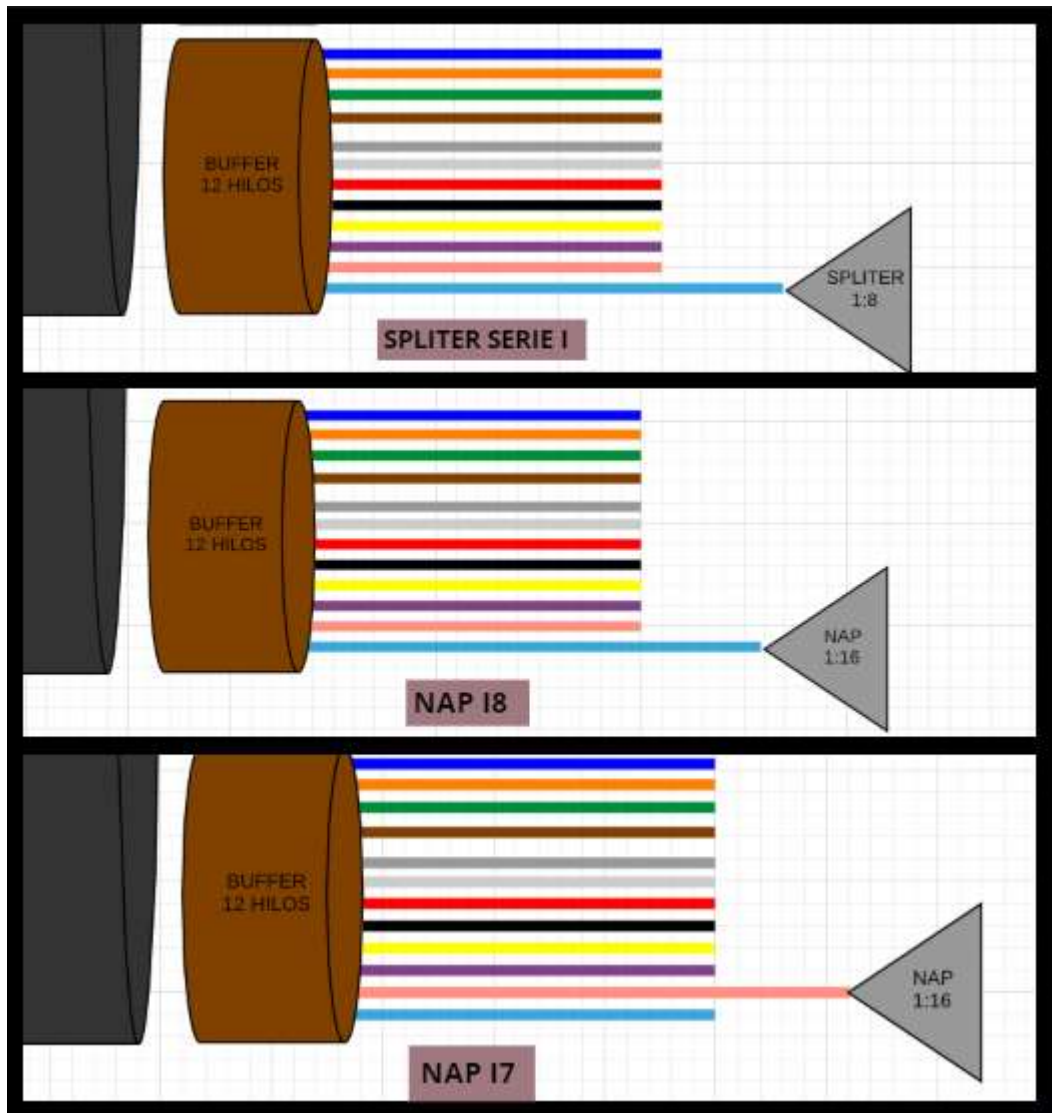 BUFFER
12 HILOS
SPLITER
1:8
SPLITER SERIE I
BUFFER
12 HILOS
NAP
1:16
NAP I8
BUFFER
12 HILOS
NAP
1:16
NAP I7